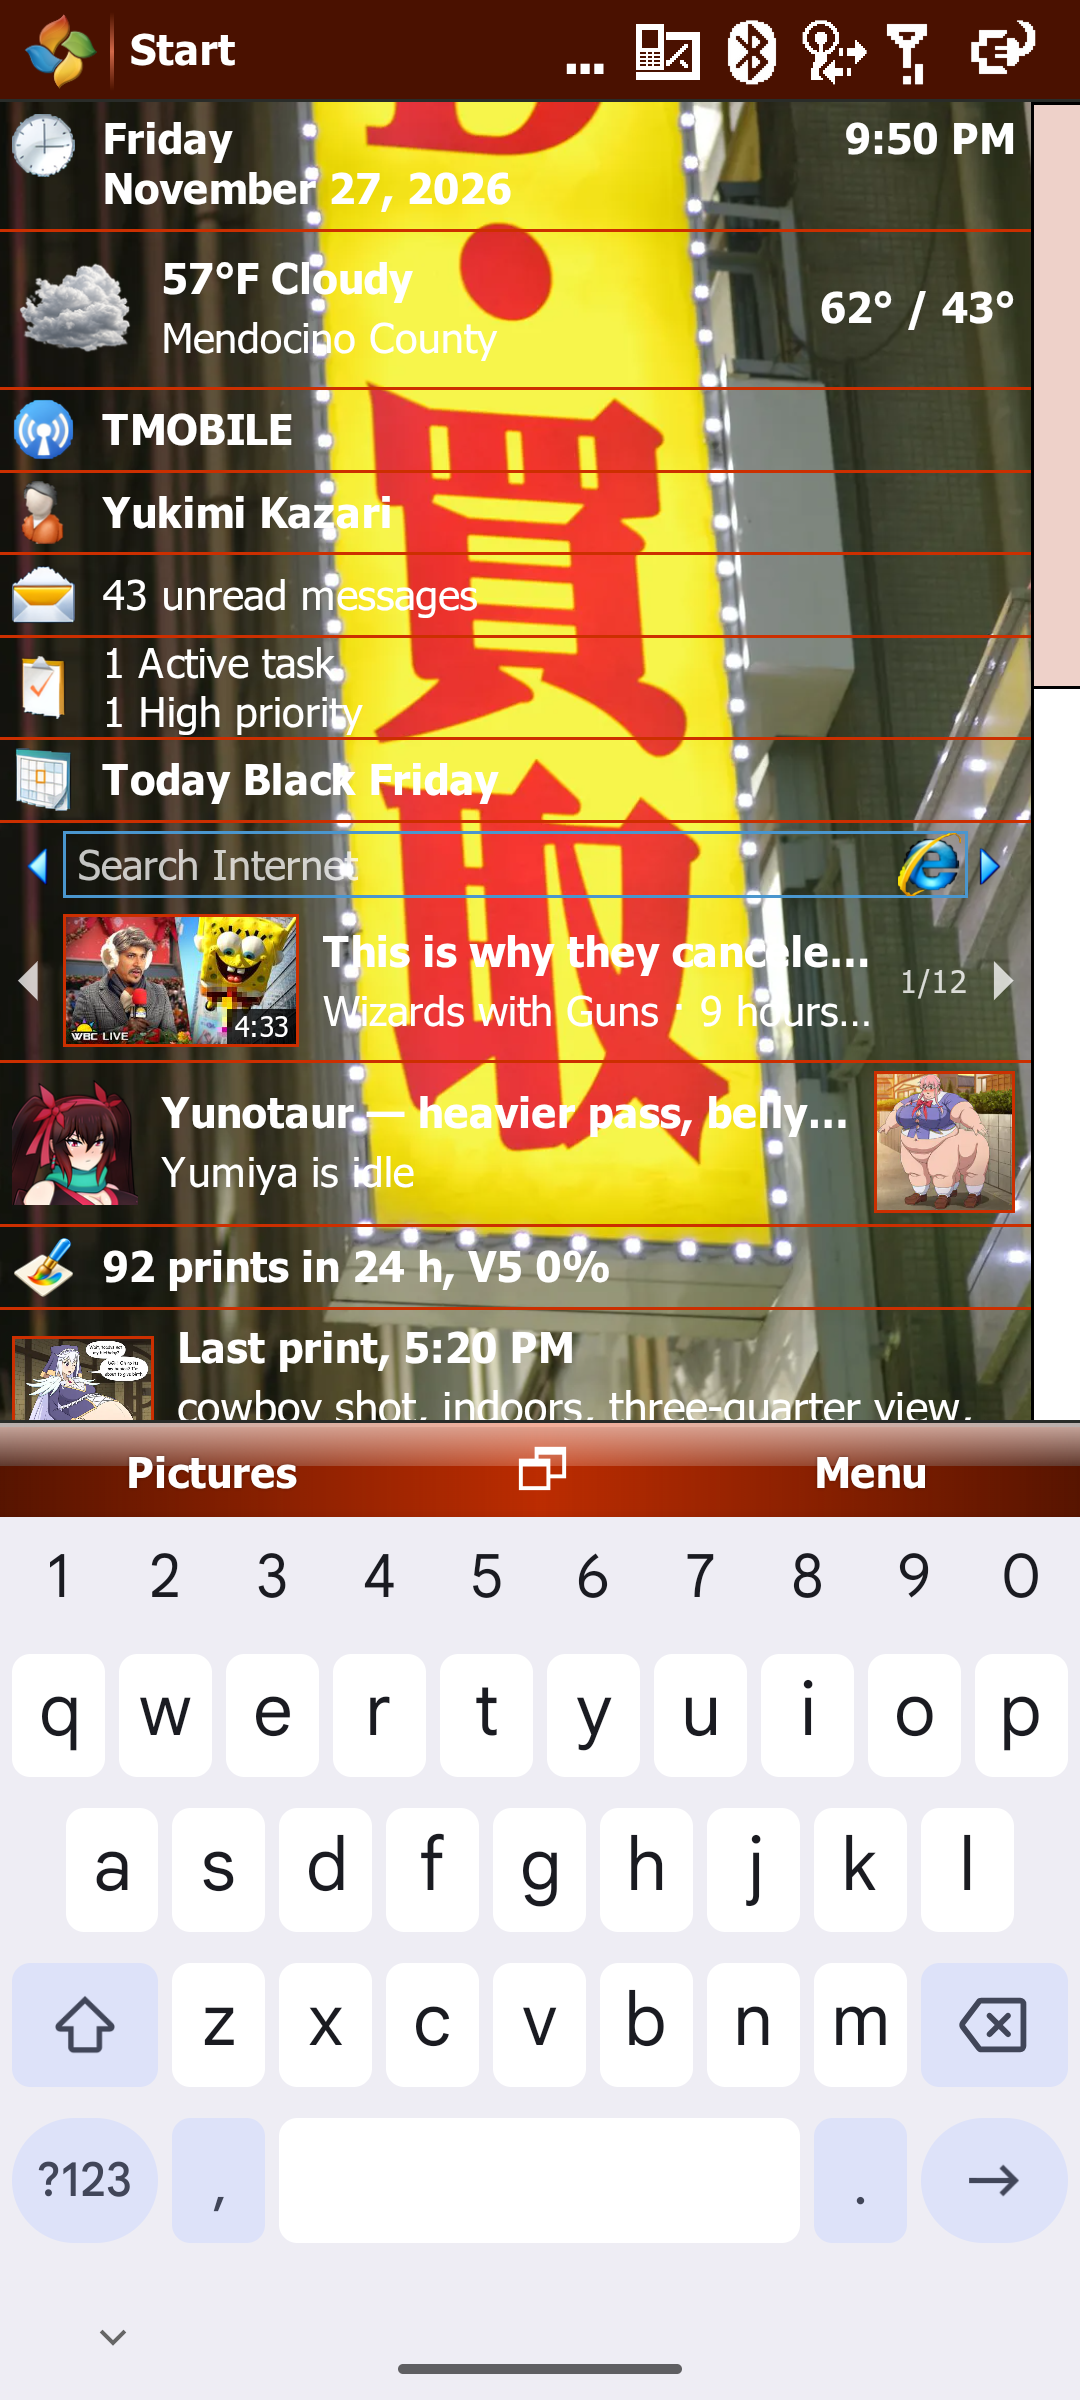 Start
...
Friday
9:50 PM
November 27, 2026
57°F Cloudy
62° / 43°
Mendocino County
TMOBILE
Yukimi Kazari
43 unread messages
1 Active task
1 High priority
Today Black Friday
Search Internet
This is why they cancele...
Wizards with Guns · 9 hours...
1/12
WBC LIVE
4:33
Yunotaur — heavier pass, belly...
Yumiya is idle
92 prints in 24 h, V5 0%
Last print, 5:20 PM
cowboy shot, indoors, three-quarter view,
買取
Pictures
Menu
1 2 3 4 5 6 7 8 9 0
q w e r t y u i o p
a s d f g h j k l
z x c v b n m
?123 , .